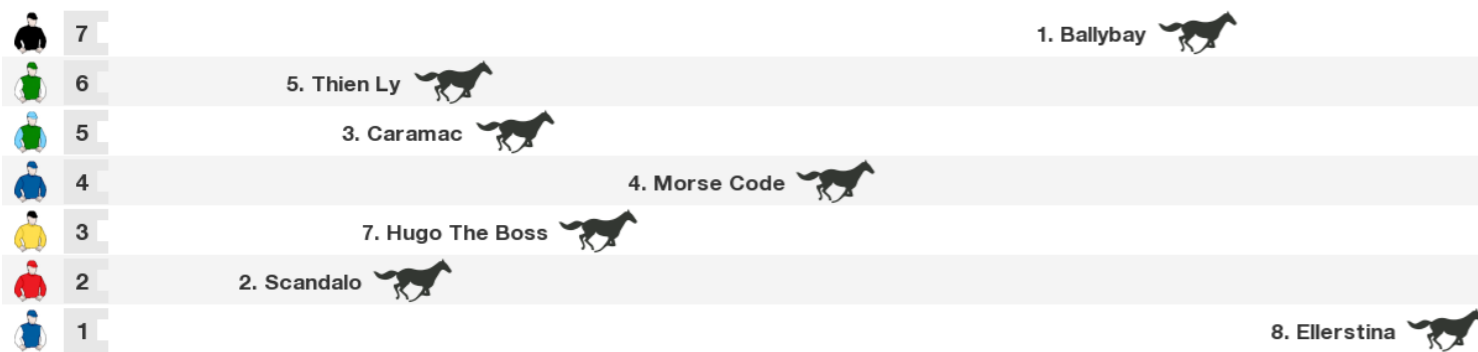 7 1. Ballybay
6 5. Thien Ly
5 3. Caramac
4 4. Morse Code
3 7. Hugo The Boss
2 2. Scandalo
1 8. Ellerstina